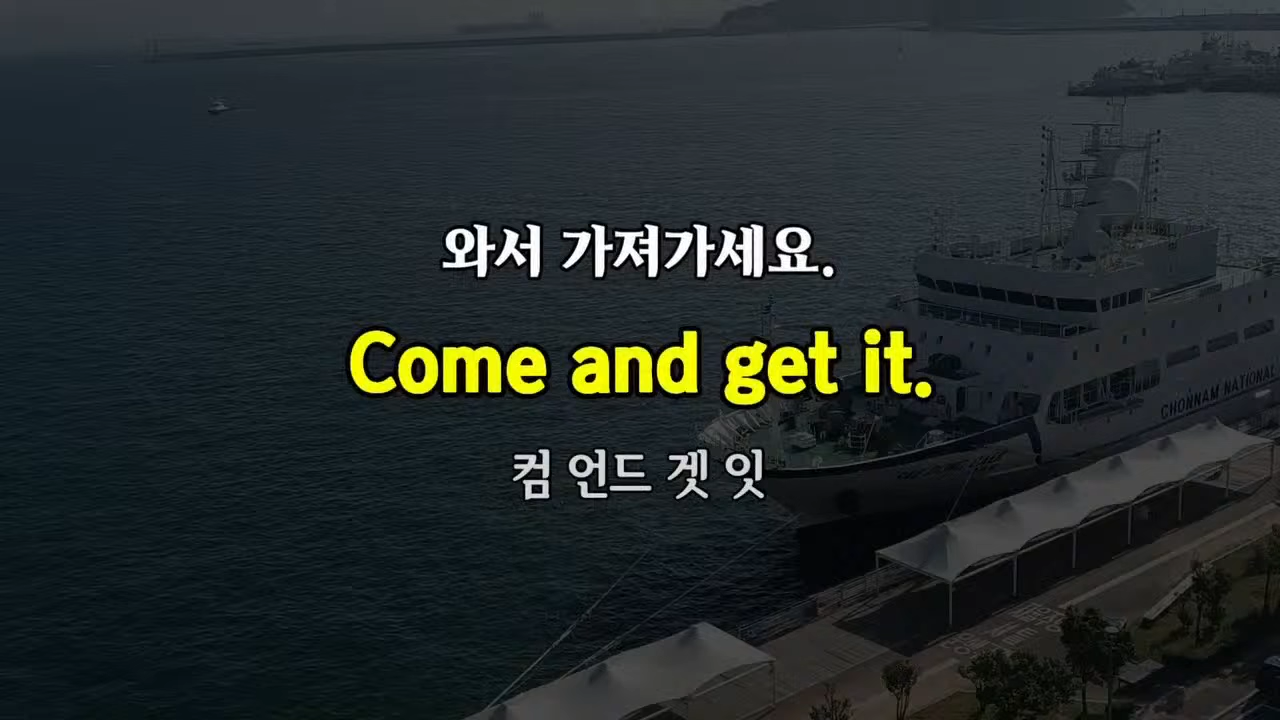 와서 가져가세요.
Come and get it.
컴 언드 겟 잇
CHONNAM NATIONAL